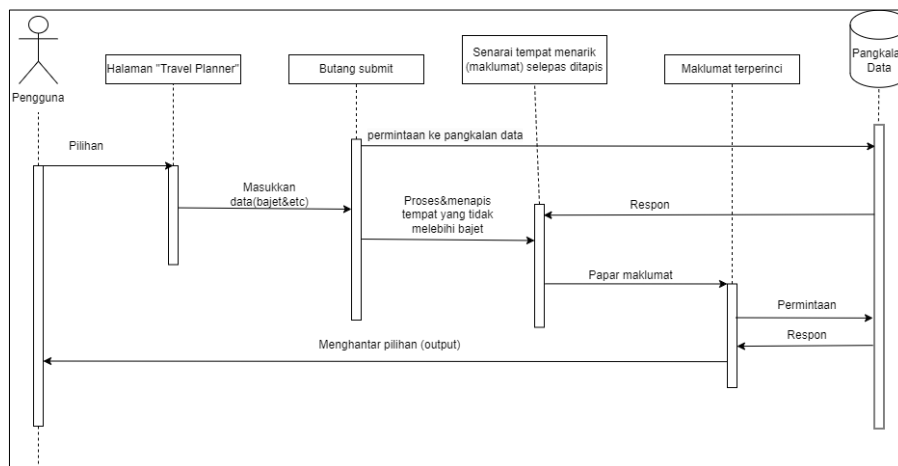 Pengguna
Halaman "Travel Planner"
Butang submit
Senarai tempat menarik
(maklumat) selepas ditapis
Maklumat terperinci
Data
permintaan ke pangkalan data
Pilihan
Masukkan
data(bajet&etc)
Proses&menapis
tempat yang tidak
melebihi bajet
Respon
Papar maklumat
Permintaan
Respon
Menghantar pilihan (output)